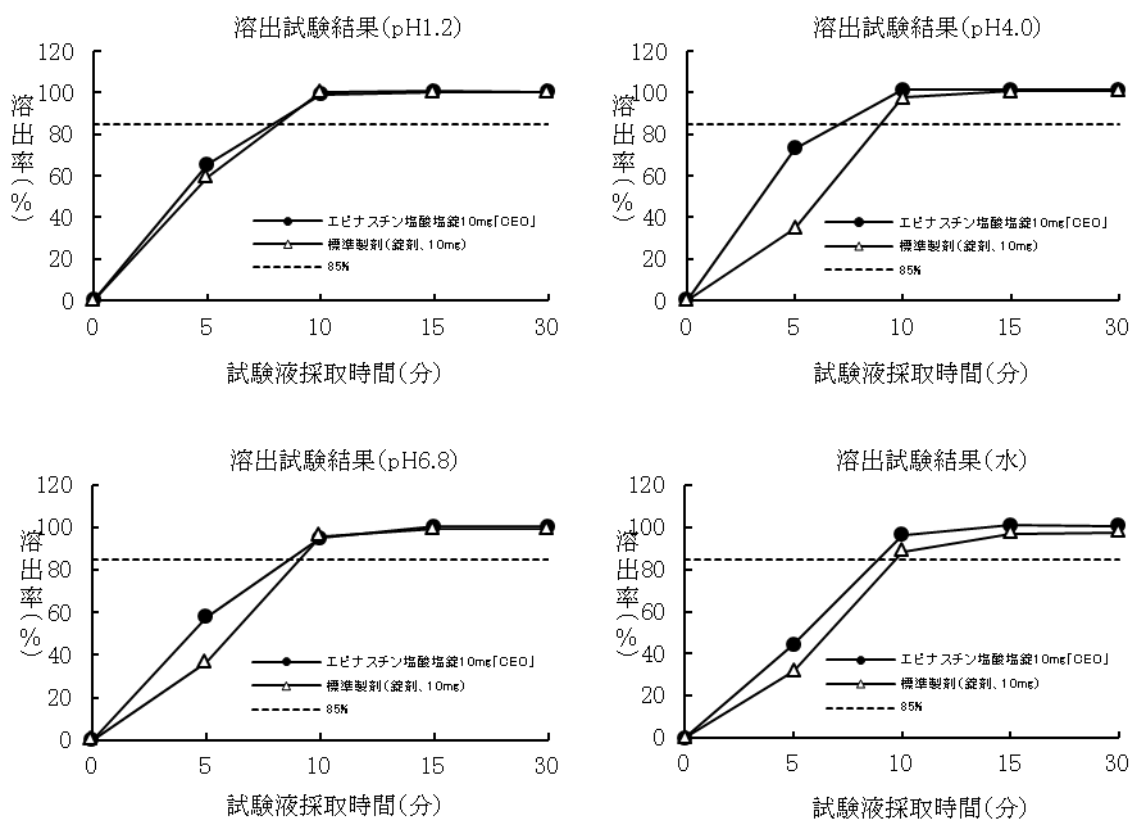 溶出試験結果(pH1.2)
120
100
80
60
40
20
0
溶出率(%)
エピナスチン塩酸塩錠10mg「CEO」
標準製剤(錠剤、10mg)
85%
0 5 10 15 30
試験液採取時間(分)
溶出試験結果(pH4.0)
120
100
80
60
40
20
0
溶出率(%)
エピナスチン塩酸塩錠10mg「CEO」
標準製剤(錠剤、10mg)
85%
0 5 10 15 30
試験液採取時間(分)
溶出試験結果(pH6.8)
120
100
80
60
40
20
0
溶出率(%)
エピナスチン塩酸塩錠10mg「CEO」
標準製剤(錠剤、10mg)
85%
0 5 10 15 30
試験液採取時間(分)
溶出試験結果(水)
120
100
80
60
40
20
0
溶出率(%)
エピナスチン塩酸塩錠10mg「CEO」
標準製剤(錠剤、10mg)
85%
0 5 10 15 30
試験液採取時間(分)